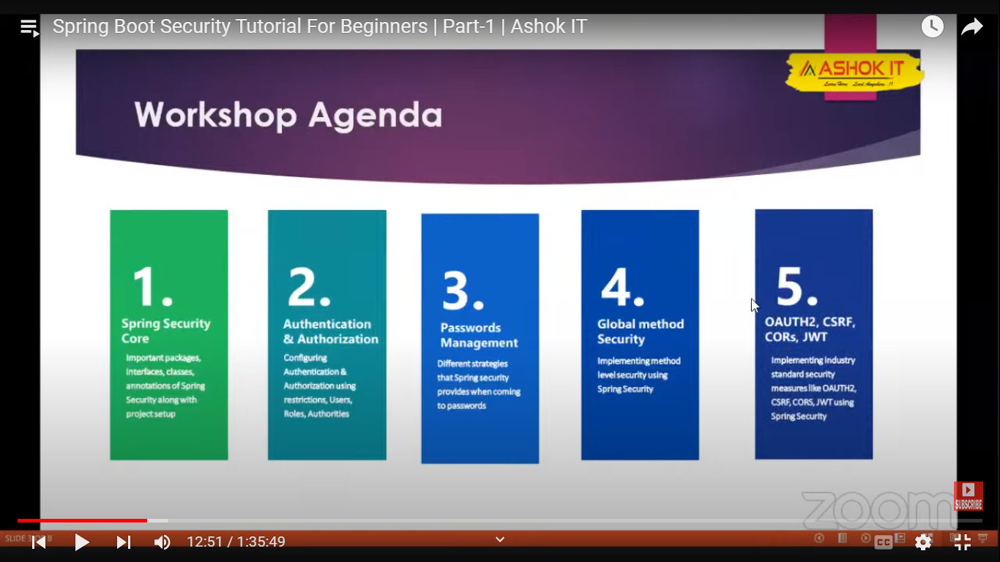 Spring Boot Security Tutorial For Beginners | Part-1 | Ashok IT
ASHOK IT
Learn Here.. Lead Anywhere..!!
Workshop Agenda
1.
Spring Security
Core
Important packages,
interfaces, classes,
annotations of Spring
Security along with
project setup
2.
Authentication
& Authorization
Configuring
Authentication &
Authorization using
restrictions, Users,
Roles, Authorities
3.
Passwords
Management
Different strategies
that Spring security
provides when coming
to passwords
4.
Global method
Security
Implementing method
level security using
Spring Security
5.
OAUTH2, CSRF,
CORs, JWT
Implementing industry
standard security
measures like OAUTH2,
CSRF, CORS, JWT using
Spring Security
zoom
SUBSCRIBE
SLIDE 3 OF 8
12:51 / 1:35:49
CC